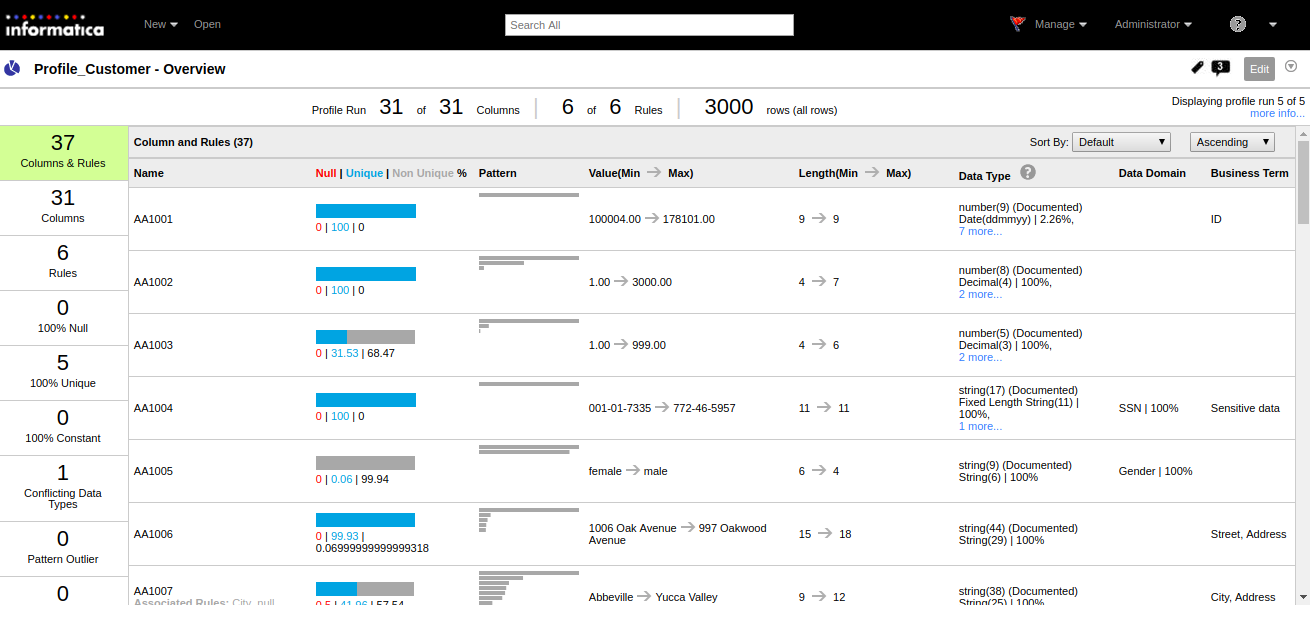 informatica
New
Open
Search All
Manage
Administrator
?
Profile_Customer - Overview
3
Edit
Profile Run 31 of 31 Columns
6 of 6 Rules
3000 rows (all rows)
Displaying profile run 5 of 5
more info...
37
Columns & Rules
31
Columns
6
Rules
0
100% Null
5
100% Unique
0
100% Constant
1
Conflicting Data
Types
0
Pattern Outlier
0
Column and Rules (37)
Sort By: Default
Ascending
Name
Null | Unique | Non Unique %
Pattern
Value(Min → Max)
Length(Min → Max)
Data Type ?
Data Domain
Business Term
AA1001
0 | 100 | 0
100004.00 → 178101.00
9 → 9
number(9) (Documented)
Date(ddmmyy) | 2.26%,
7 more...
ID
AA1002
0 | 100 | 0
1.00 → 3000.00
4 → 7
number(8) (Documented)
Decimal(4) | 100%,
2 more...
AA1003
0 | 31.53 | 68.47
1.00 → 999.00
4 → 6
number(5) (Documented)
Decimal(3) | 100%,
2 more...
AA1004
0 | 100 | 0
001-01-7335 → 772-46-5957
11 → 11
string(17) (Documented)
Fixed Length String(11) |
100%,
1 more...
SSN | 100%
Sensitive data
AA1005
0 | 0.06 | 99.94
female → male
6 → 4
string(9) (Documented)
String(6) | 100%
Gender | 100%
AA1006
0 | 99.93 |
0.06999999999999318
1006 Oak Avenue → 997 Oakwood
Avenue
15 → 18
string(44) (Documented)
String(29) | 100%
Street, Address
AA1007
Associated Rules: City_null
0.5 | 41.96 | 57.54
Abbeville → Yucca Valley
9 → 12
string(38) (Documented)
String(25) | 100%
City, Address